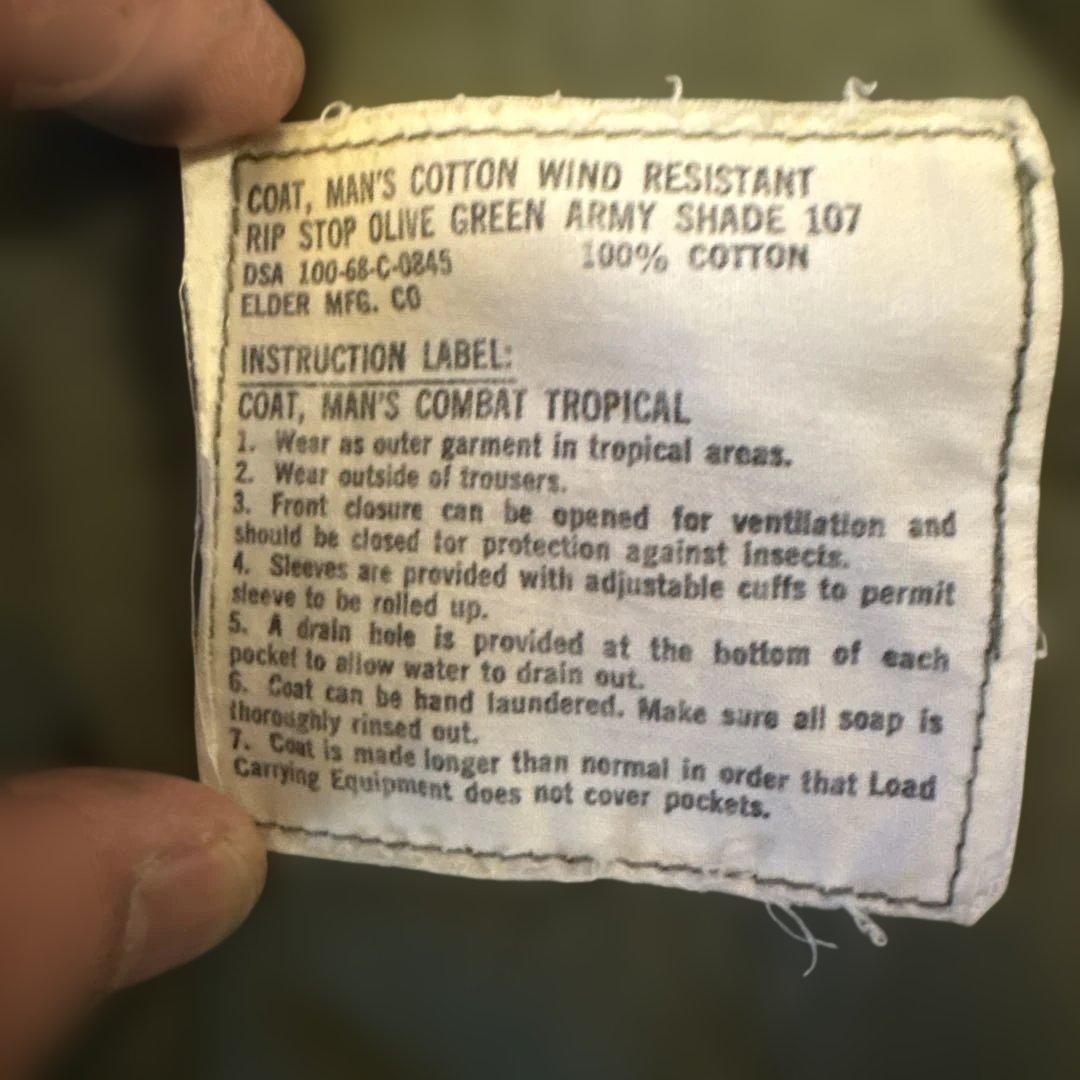 COAT, MAN'S COTTON WIND RESISTANT
RIP STOP OLIVE GREEN ARMY SHADE 107
DSA 100-68-C-0845 100% COTTON
ELDER MFG. CO
INSTRUCTION LABEL:
COAT, MAN'S COMBAT TROPICAL
1. Wear as outer garment in tropical areas.
2. Wear outside of trousers.
3. Front closure can be opened for ventilation and
should be closed for protection against insects.
4. Sleeves are provided with adjustable cuffs to permit
sleeve to be rolled up.
5. A drain hole is provided at the bottom of each
pocket to allow water to drain out.
6. Coat can be hand laundered. Make sure all soap is
thoroughly rinsed out.
7. Coat is made longer than normal in order that Load
Carrying Equipment does not cover pockets.